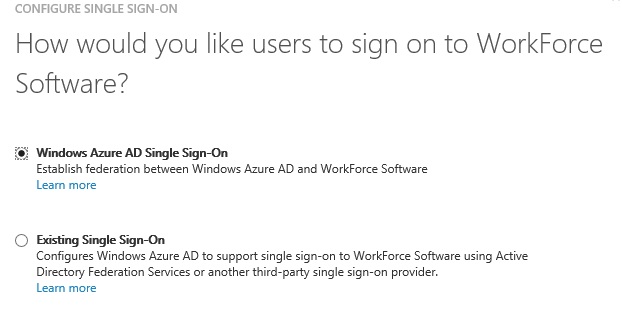 CONFIGURE SINGLE SIGN-ON
How would you like users to sign on to WorkForce
Software?
Windows Azure AD Single Sign-On
Establish federation between Windows Azure AD and WorkForce Software
Learn more
Existing Single Sign-On
Configures Windows Azure AD to support single sign-on to WorkForce Software using Active
Directory Federation Services or another third-party single sign-on provider.
Learn more